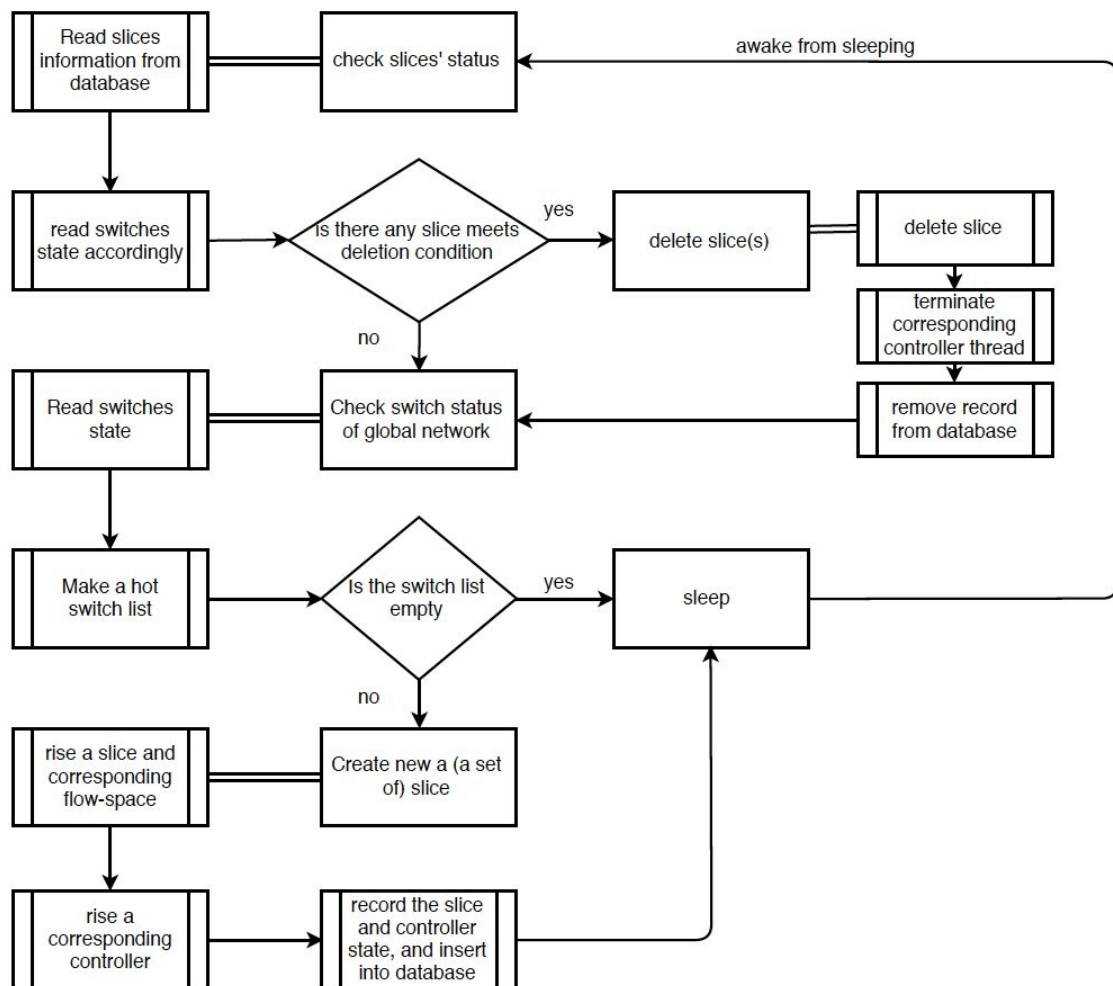 Read slices
information from
database
check slices' status
awake from sleeping
read switches
state accordingly
is there any slice meets
deletion condition
yes
delete slice(s)
delete slice
terminate
corresponding
controller thread
no
Read switches
state
Check switch status
of global network
remove record
from database
Make a hot
switch list
Is the switch list
empty
yes
sleep
no
rise a slice and
corresponding
flow-space
Create new a (a set
of) slice
rise a
corresponding
controller
record the slice
and controller
state, and insert
into database